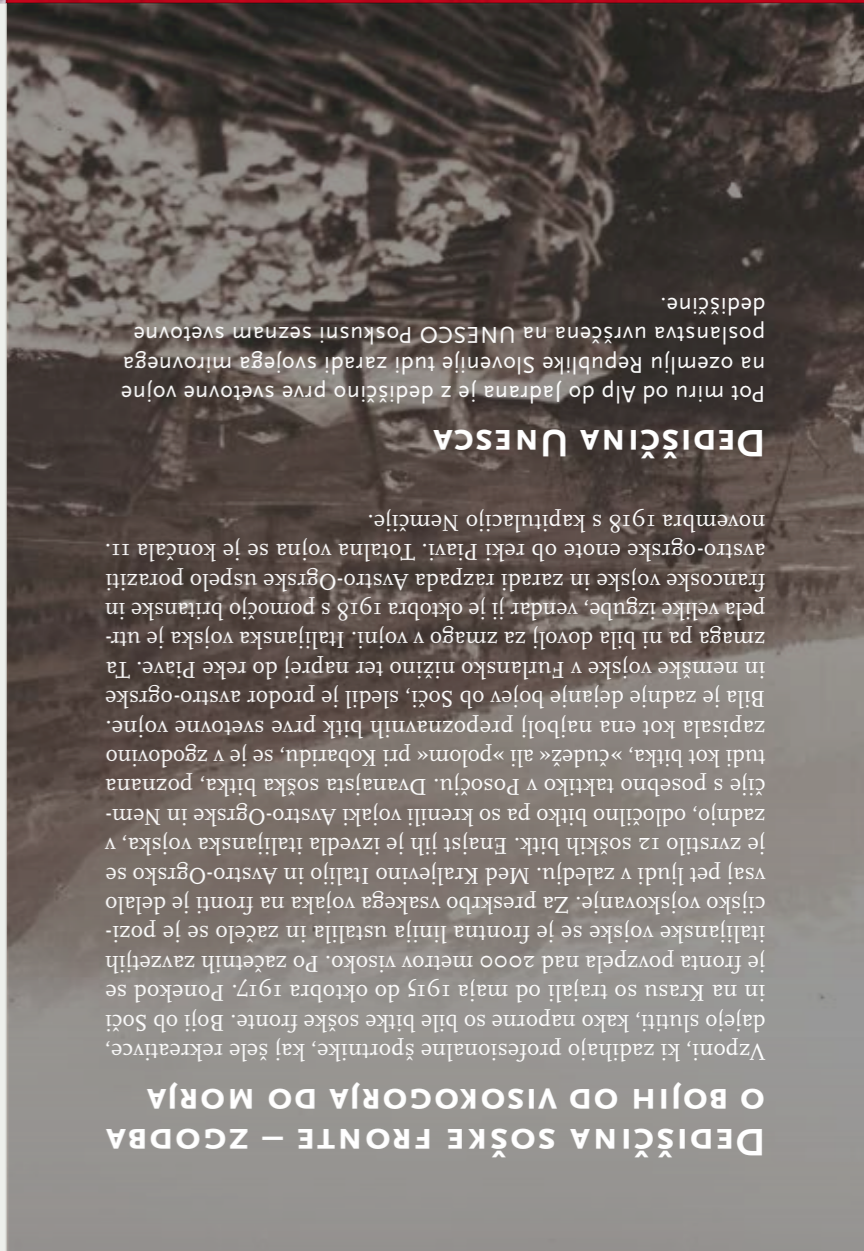 DEDIŠČINA SOŠKE FRONTE – ZGODBA
O BOJIH OD VISOKOGORJA DO MORJA
Vzponi, ki zadihajo profesionalne športnike, kaj šele rekreativce,
dajejo slutiti, kako naporne so bile bitke soške fronte. Boji ob Soči
in na Krasu so trajali od maja 1915 do oktobra 1917. Ponekod se
je fronta povzpela nad 2000 metrov visoko. Po začetnih zavzetjih
italijanske vojske se je frontna linija ustalila in začelo se je pozi-
cijsko vojskovanje. Za preskrbo vsakega vojaka na fronti je delalo
vsaj pet ljudi v zaledju. Med Kraljevino Italijo in Avstro-Ogrsko se
je zvrstilo 12 soških bitk. Enajst jih je izvedla italijanska vojska, v
zadnjo, odločilno bitko pa so krenili vojaki Avstro-Ogrske in Nem-
čije s posebno taktiko v Posočju. Dvanajsta soška bitka, poznana
tudi kot bitka, »čudež« ali »polom« pri Kobaridu, se je v zgodovino
zapisala kot ena najbolj prepoznavnih bitk prve svetovne vojne.
Bila je zadnje dejanje bojev ob Soči, sledil je prodor avstro-ogrske
in nemške vojske v Furlansko nižino ter naprej do reke Piave. Ta
zmaga pa ni bila dovolj za zmago v vojni. Italijanska vojska je utr-
pela velike izgube, vendar ji je oktobra 1918 s pomočjo britanske in
francoske vojske in zaradi razpada Avstro-Ogrske uspelo poraziti
avstro-ogrske enote ob reki Piavi. Totalna vojna se je končala 11.
novembra 1918 s kapitulacijo Nemčije.
DEDIŠČINA UNESCA
Pot miru od Alp do Jadrana je z dediščino prve svetovne vojne
na ozemlju Republike Slovenije tudi zaradi svojega mirovnega
poslanstva uvrščena na UNESCO Poskusni seznam svetovne
dediščine.